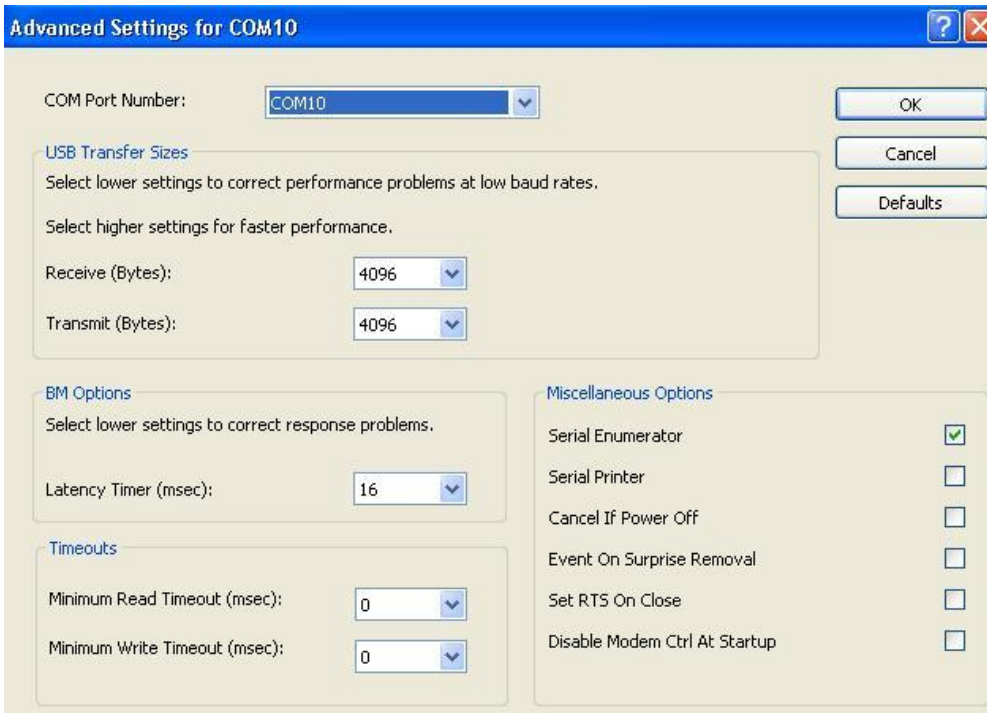 Advanced Settings for COM10
COM Port Number: COM10
OK
Cancel
Defaults
USB Transfer Sizes
Select lower settings to correct performance problems at low baud rates.
Select higher settings for faster performance.
Receive (Bytes): 4096
Transmit (Bytes): 4096
BM Options
Select lower settings to correct response problems.
Latency Timer (msec): 16
Timeouts
Minimum Read Timeout (msec): 0
Minimum Write Timeout (msec): 0
Miscellaneous Options
Serial Enumerator
Serial Printer
Cancel If Power Off
Event On Surprise Removal
Set RTS On Close
Disable Modem Ctrl At Startup